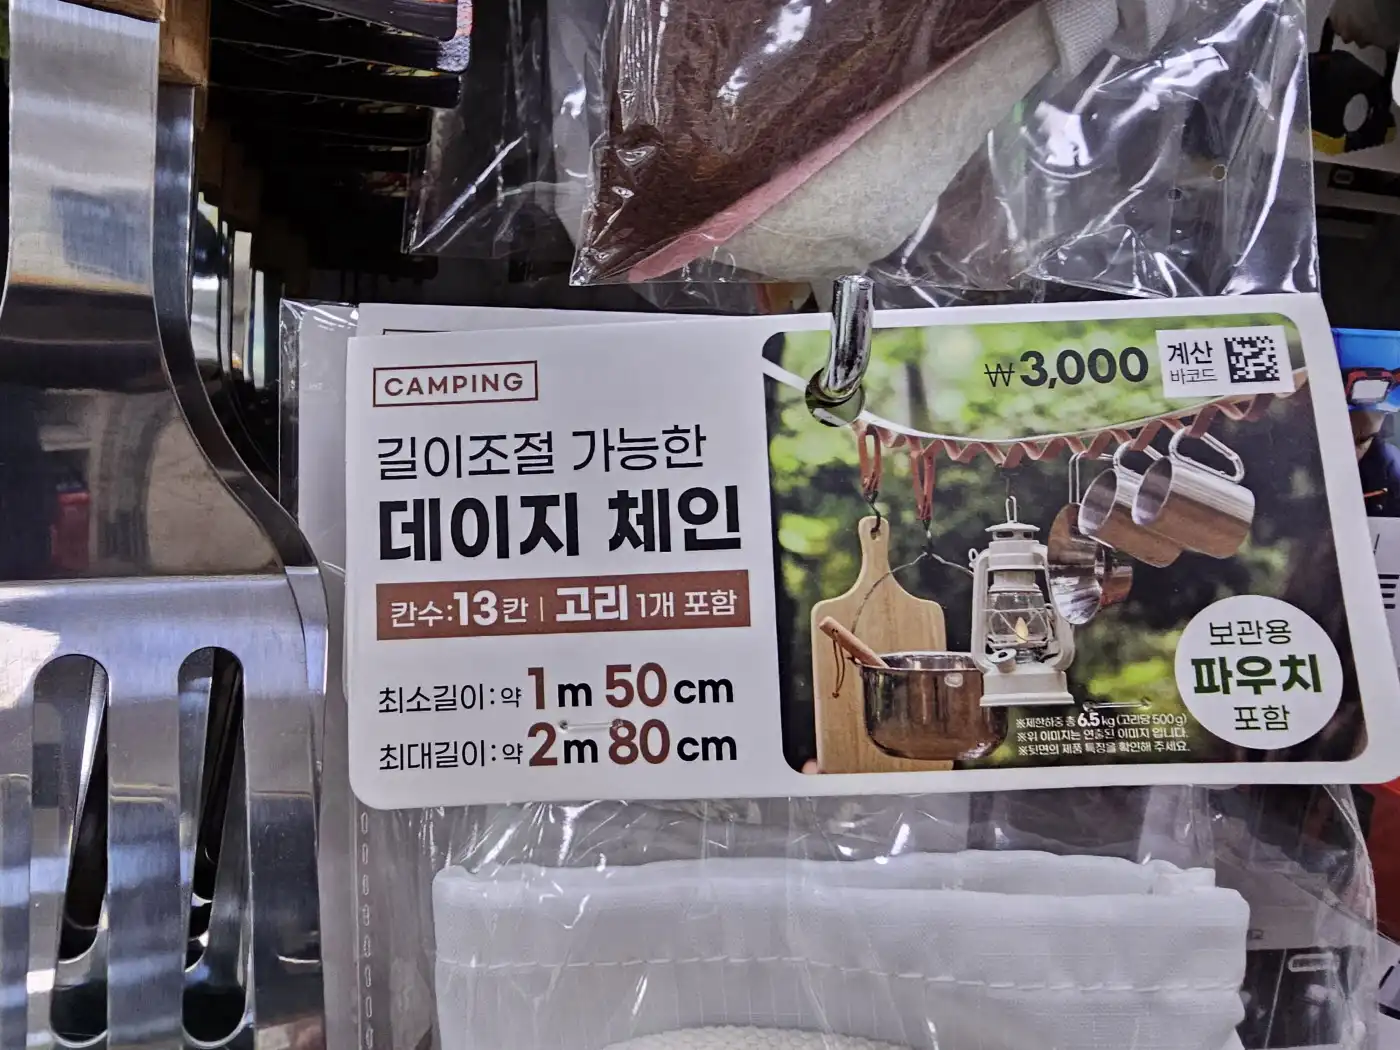 CAMPING
길이조절 가능한
데이지 체인
칸수:13칸 | 고리 1개 포함
최소길이:약 1m 50cm
최대길이:약 2m 80cm
₩3,000
계산
바코드
보관용
파우치
포함
※제한하중 총 6.5kg(고리당 500g)
※위 이미지는 연출된 이미지 입니다.
※뒷면의 제품 특징을 확인해 주세요.